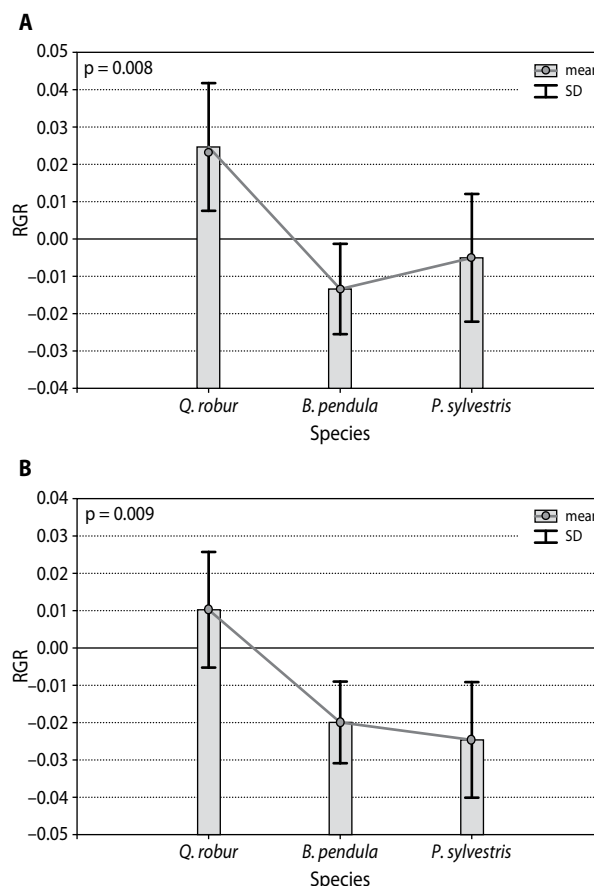 A
0.05
p = 0.008
mean
SD
0.04
0.03
0.02
0.01
0.00
−0.01
−0.02
−0.03
−0.04
RGR
Q. robur
B. pendula
P. sylvestris
Species
B
0.04
p = 0.009
mean
SD
0.03
0.02
0.01
0.00
−0.01
−0.02
−0.03
−0.04
−0.05
RGR
Q. robur
B. pendula
P. sylvestris
Species